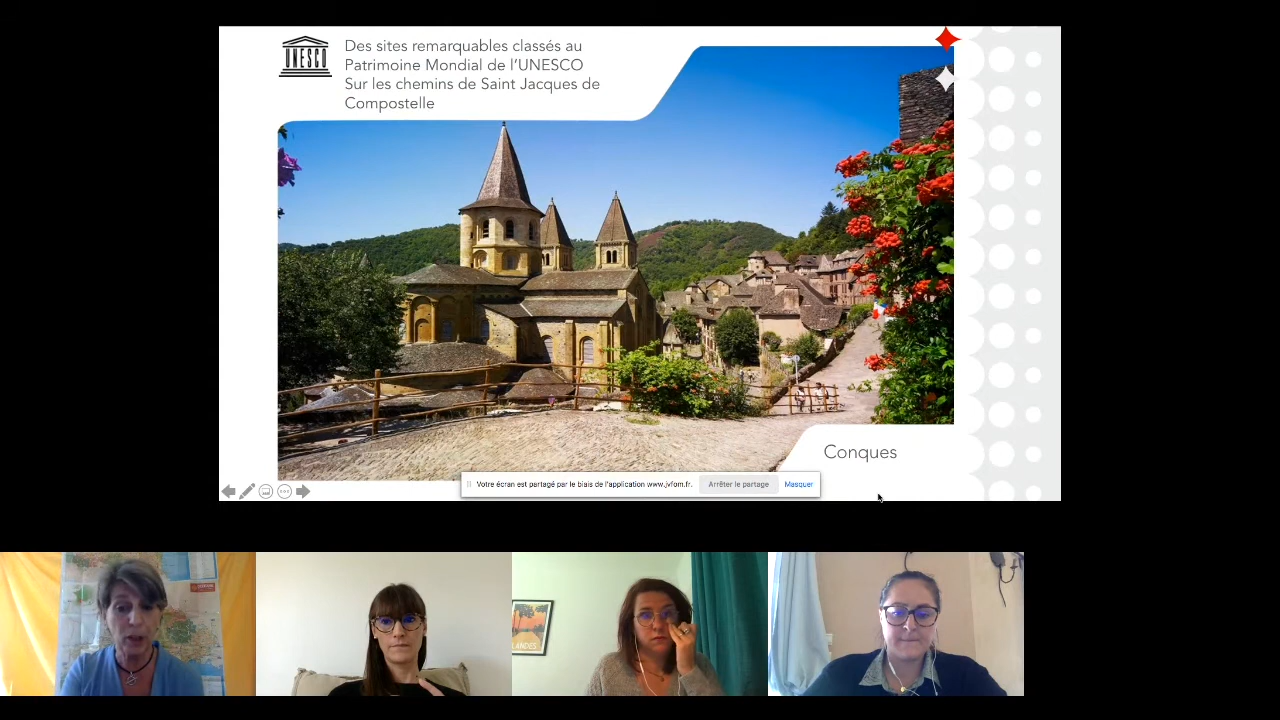 UNESCO
Des sites remarquables classés au
Patrimoine Mondial de l'UNESCO
Sur les chemins de Saint Jacques de
Compostelle
Conques
Votre écran est partagé par le biais de l'application www.jvfom.fr.
Arrêter le partage
Masquer
LANDES